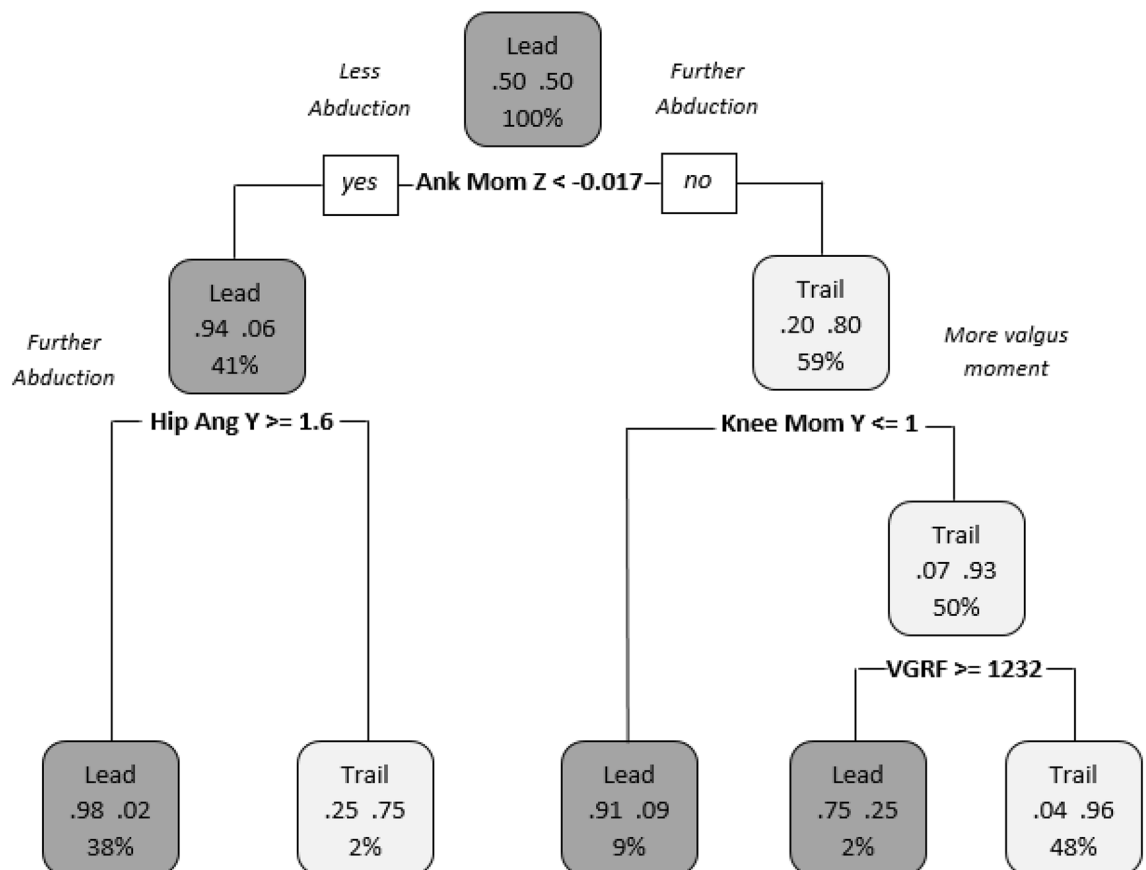 Lead
.50 .50
100%
Less
Abduction
Further
Abduction
yes
Ank Mom Z < -0.017
no
Lead
.94 .06
41%
Trail
.20 .80
59%
Further
Abduction
More valgus
moment
Hip Ang Y >= 1.6
Knee Mom Y <= 1
Trail
.07 .93
50%
VGRF >= 1232
Lead
.98 .02
38%
Trail
.25 .75
2%
Lead
.91 .09
9%
Lead
.75 .25
2%
Trail
.04 .96
48%